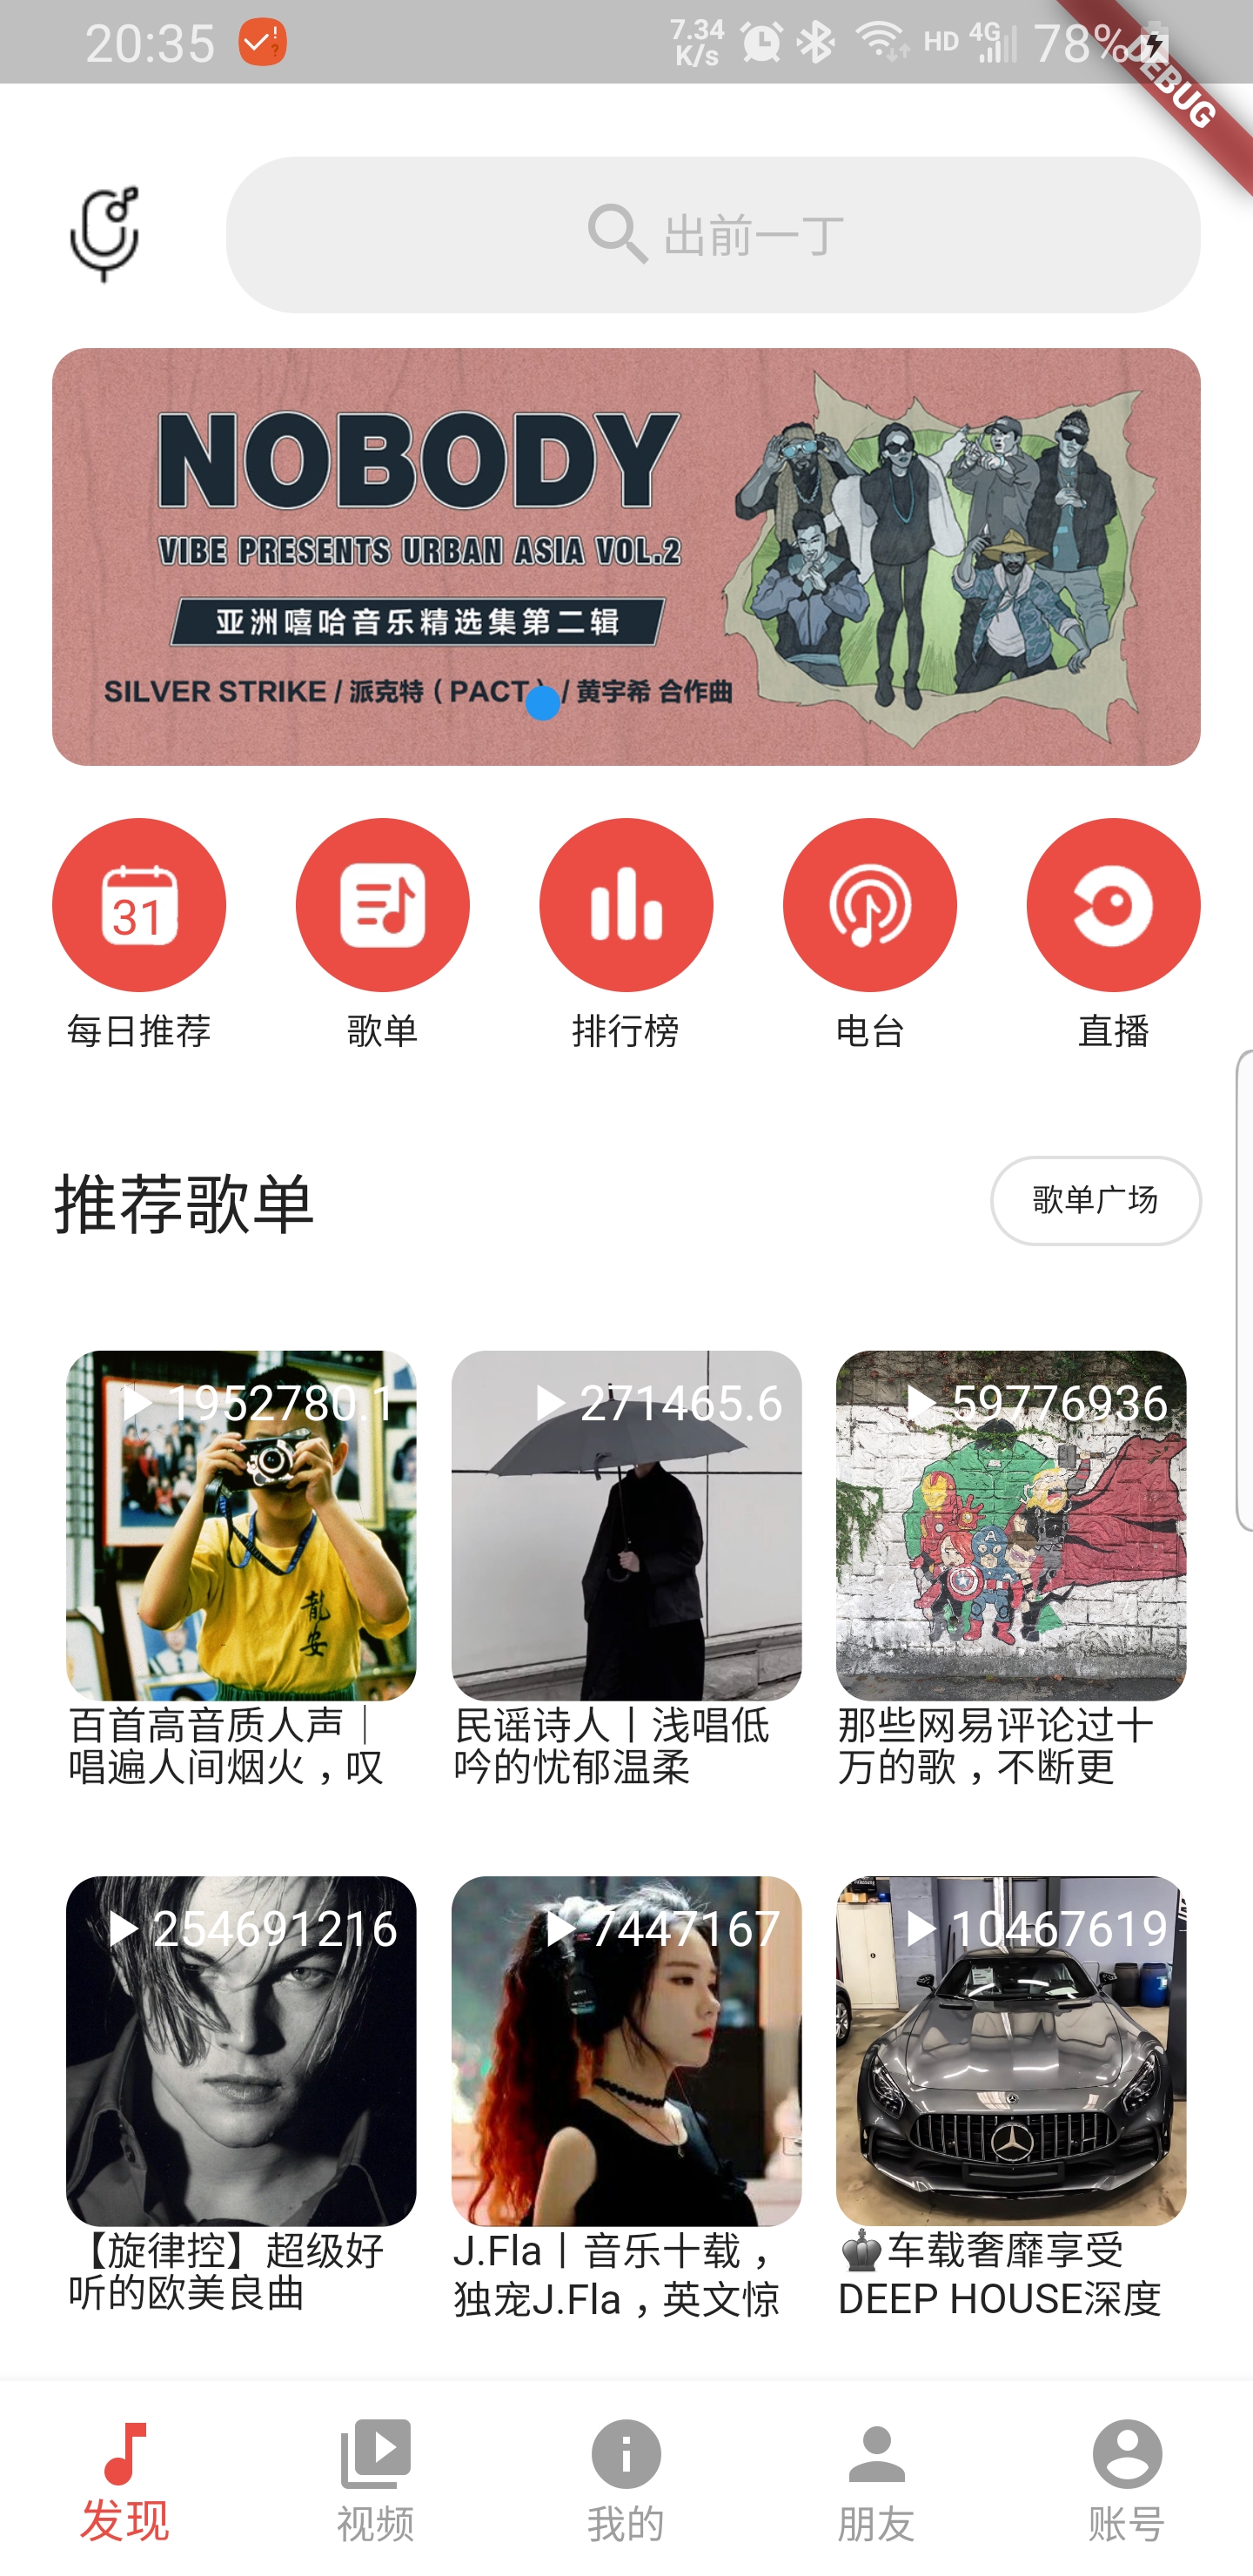 20:35
7.34
K/s
HD
4G
78%
DEBUG
出前一丁
NOBODY
VIBE PRESENTS URBAN ASIA VOL.2
亚洲嘻哈音乐精选集第二辑
SILVER STRIKE / 派克特（PACT） / 黄宇希 合作曲
31
每日推荐
歌单
排行榜
电台
直播
推荐歌单
歌单广场
1952780.1
271465.6
59776936
龍安
百首高音质人声｜
唱遍人间烟火，叹
民谣诗人丨浅唱低
吟的忧郁温柔
那些网易评论过十
万的歌，不断更
254691216
7447167
10467619
【旋律控】超级好
听的欧美良曲
J.Fla丨音乐十载，
独宠J.Fla，英文惊
车载奢靡享受
DEEP HOUSE深度
发现
视频
我的
朋友
账号